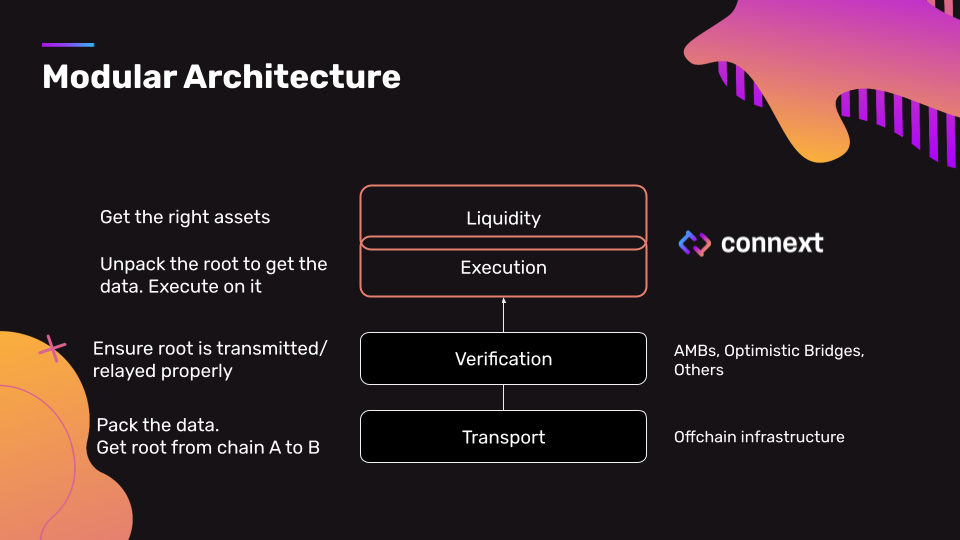 Modular Architecture
Get the right assets
Liquidity
connext
Unpack the root to get the
data. Execute on it
Execution
Ensure root is transmitted/
relayed properly
Verification
AMBs, Optimistic Bridges,
Others
Pack the data.
Get root from chain A to B
Transport
Offchain infrastructure